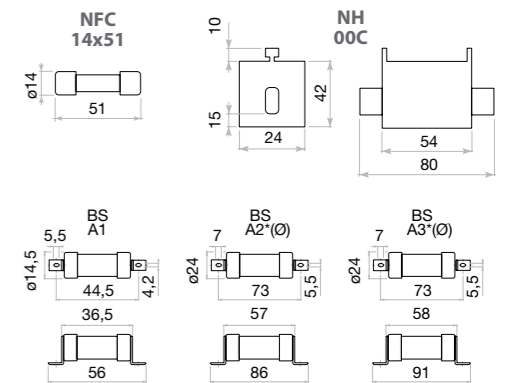 NFC
14x51
ø14
51
NH
00C
10
42
15
24
54
80
BS
A1
5,5
ø14,5
4,2
44,5
36,5
56
BS
A2*(Ø)
7
ø24
5,5
73
57
86
BS
A3*(Ø)
7
ø24
5,5
73
58
91